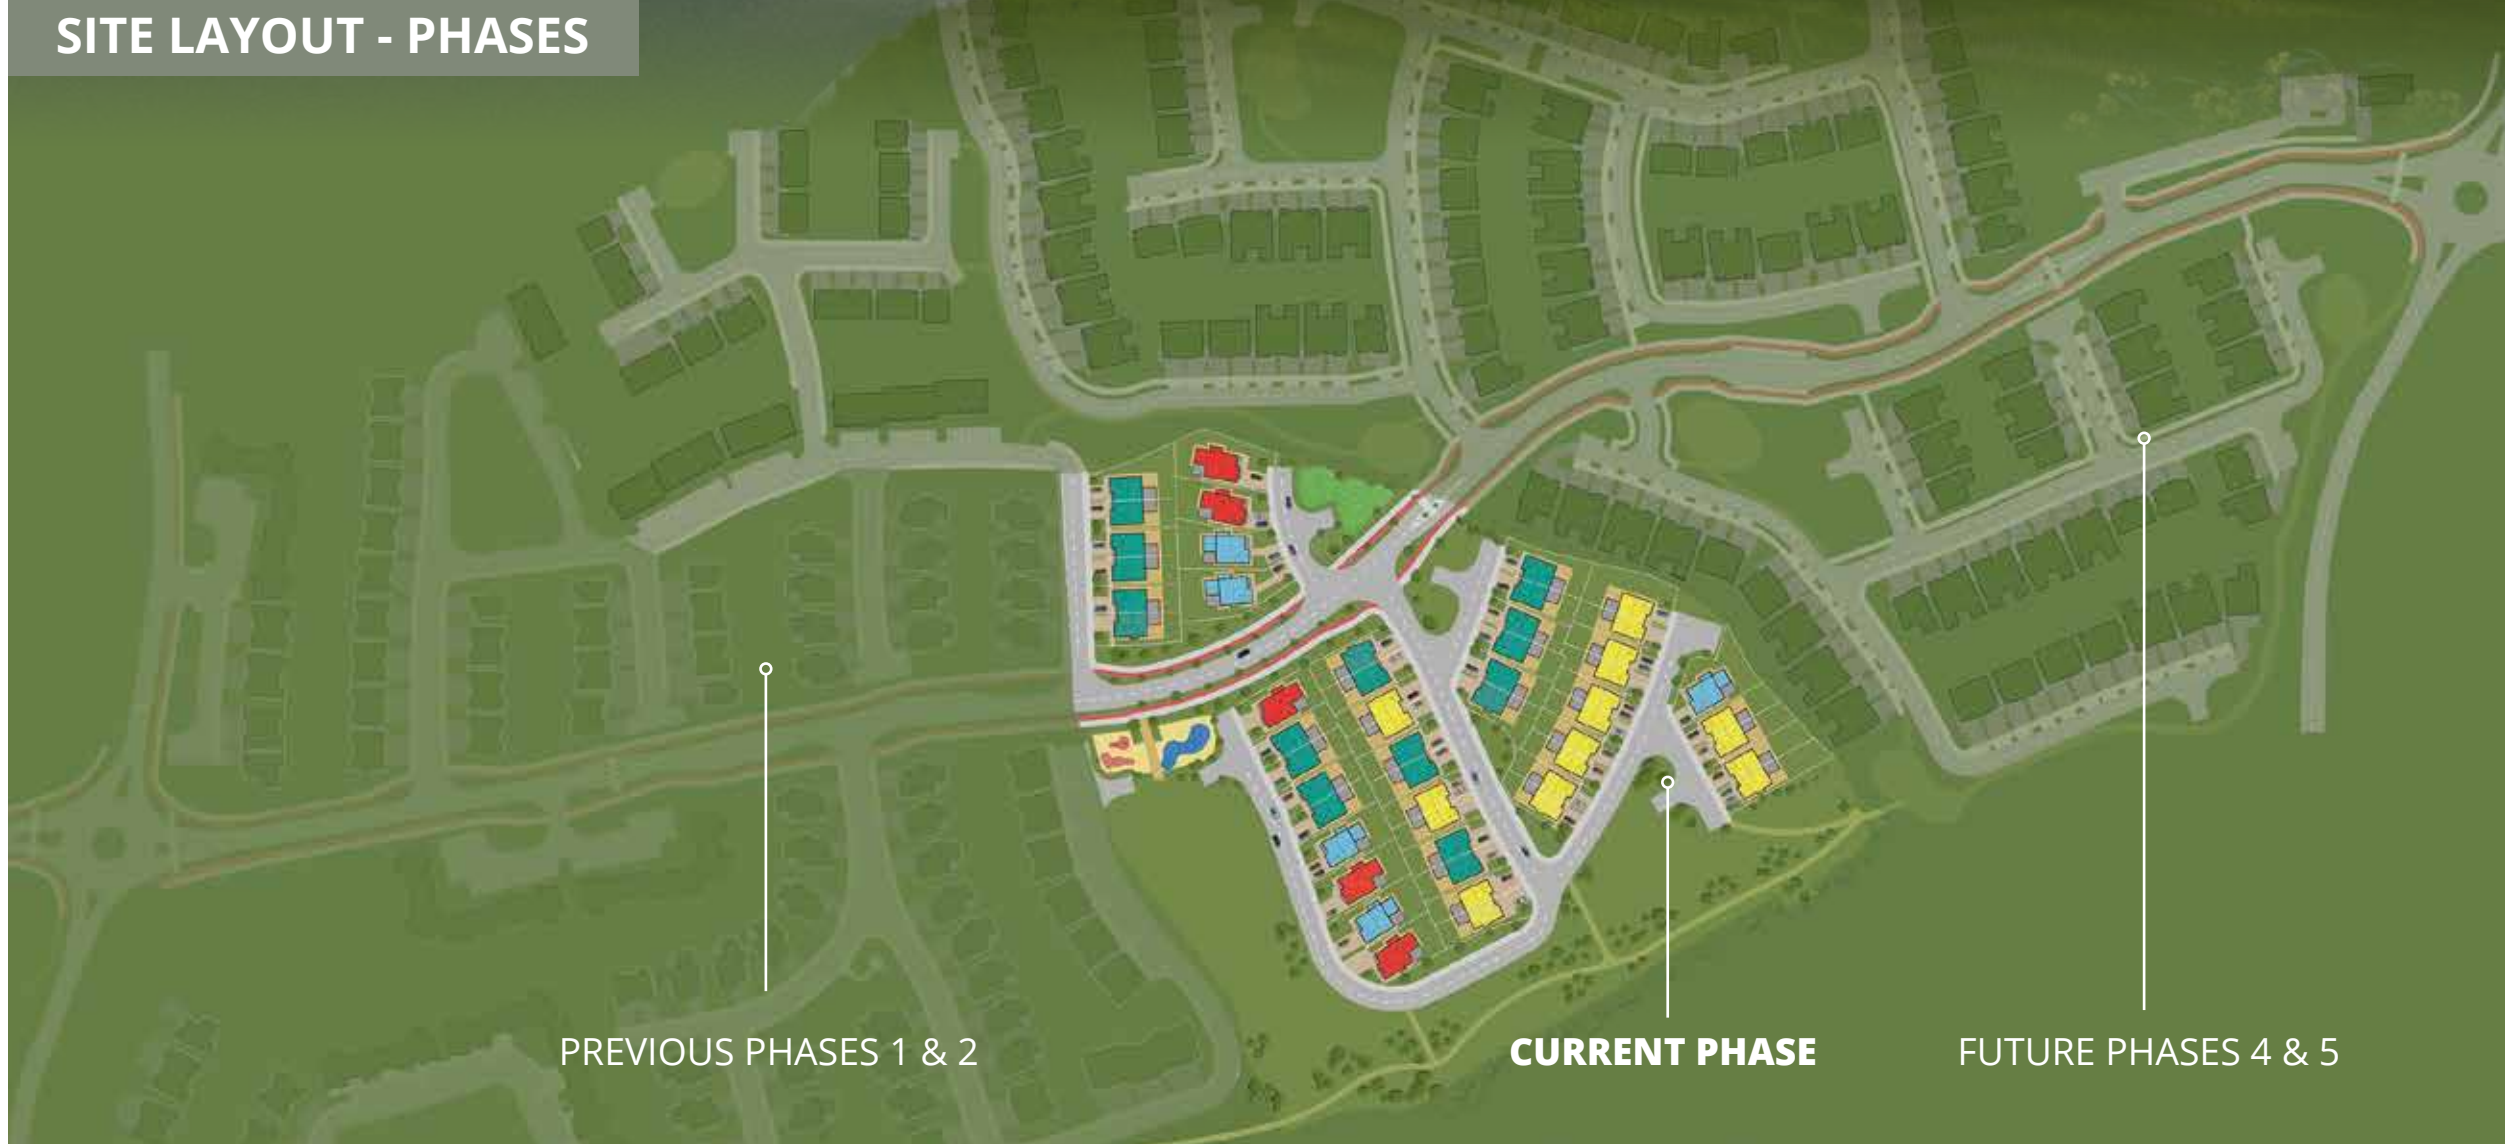 SITE LAYOUT - PHASES
PREVIOUS PHASES 1 & 2
CURRENT PHASE
FUTURE PHASES 4 & 5